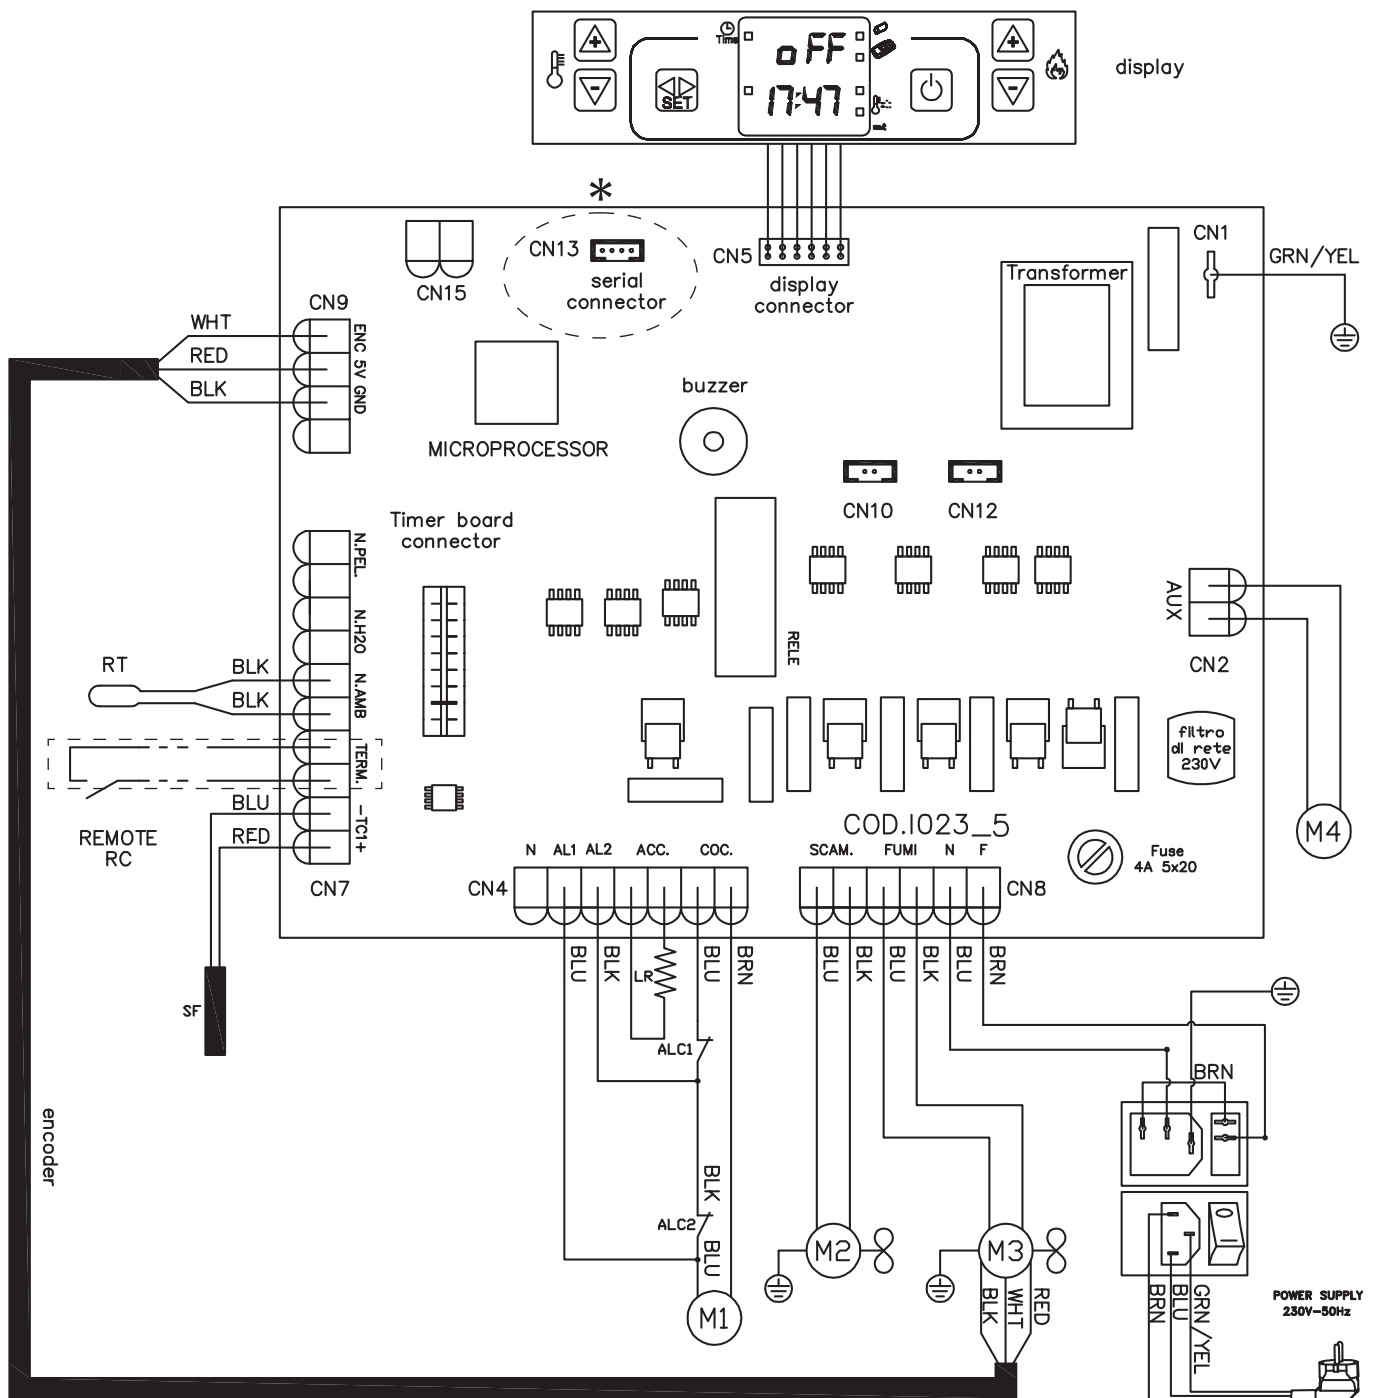 Time
oFF
17:47
SET
display
*
CN13
serial
connector
CN5
display
connector
CN15
CN9
Transformer
CN1
GRN/YEL
WHT
RED
BLK
ENC 5V GND
MICROPROCESSOR
buzzer
CN10
CN12
Timer board
connector
N.PEL.
N.H2O
N.AMB
TERM.
-TC1+
RELE
AUX
CN2
RT
BLK
BLK
BLU
RED
REMOTE
RC
CN7
filtro
di rete
230V
M4
COD.I023_5
Fuse
4A 5x20
CN4
N AL1 AL2 ACC. COC.
SCAM. FUMI N F
CN8
BLU
BLK
LR
BLU
BRN
BLU
BLK
BLU
BLK
BLU
BRN
SF
ALC1
BRN
encoder
BLK
ALC2
BLU
M1
M2
M3
BLK
WHT
RED
BRN
BLU
GRN/YEL
POWER SUPPLY
230V-50Hz